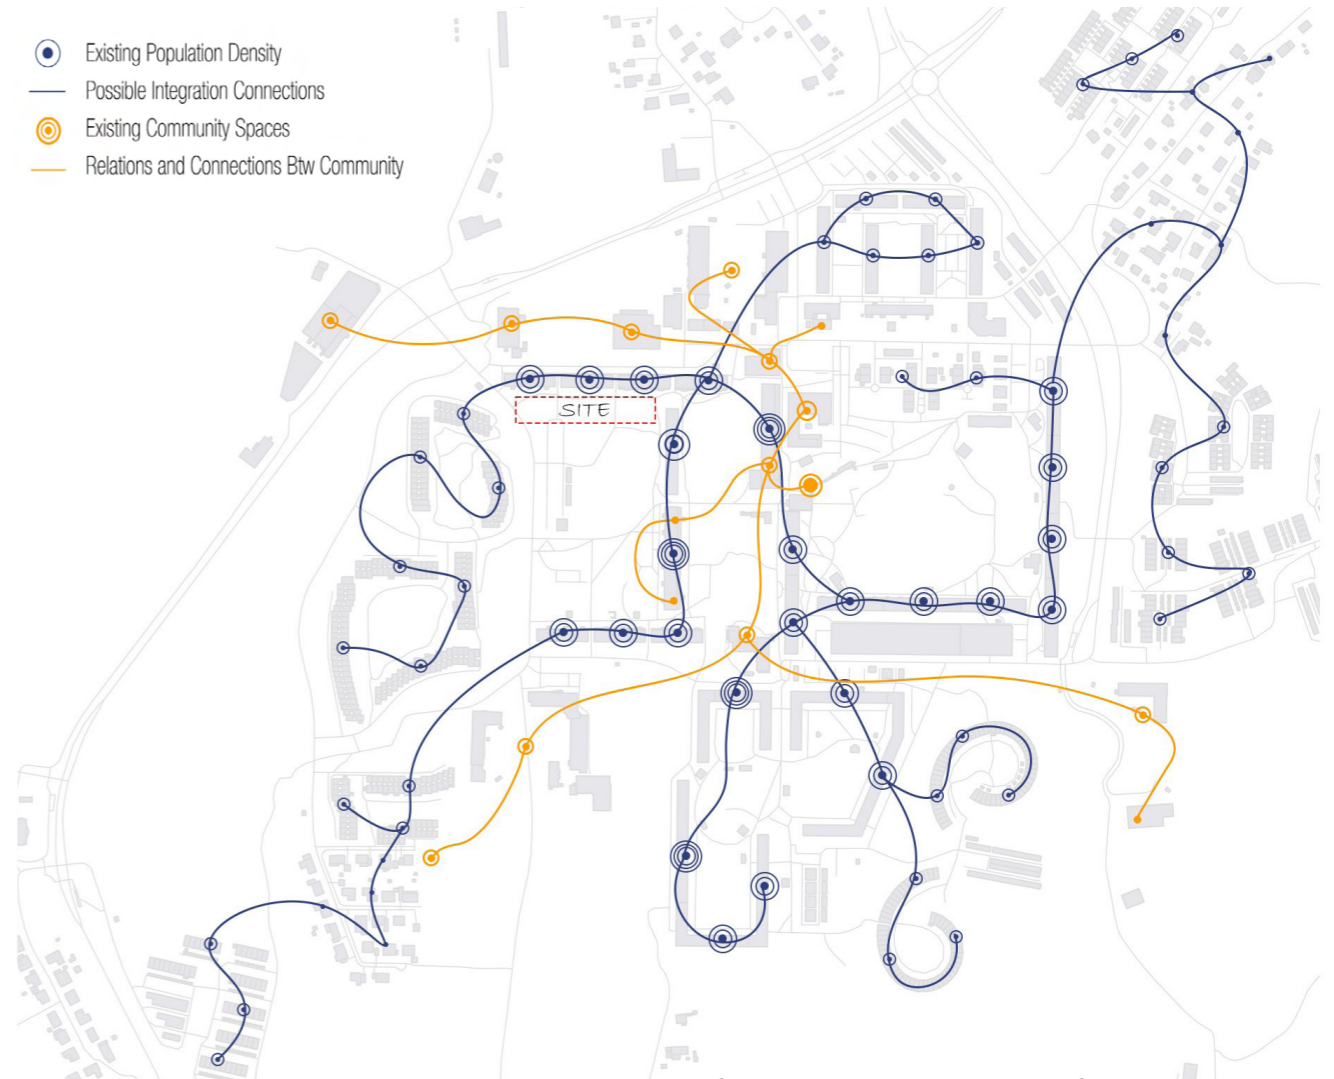 Existing Population Density
Possible Integration Connections
Existing Community Spaces
Relations and Connections Btw Community
SITE